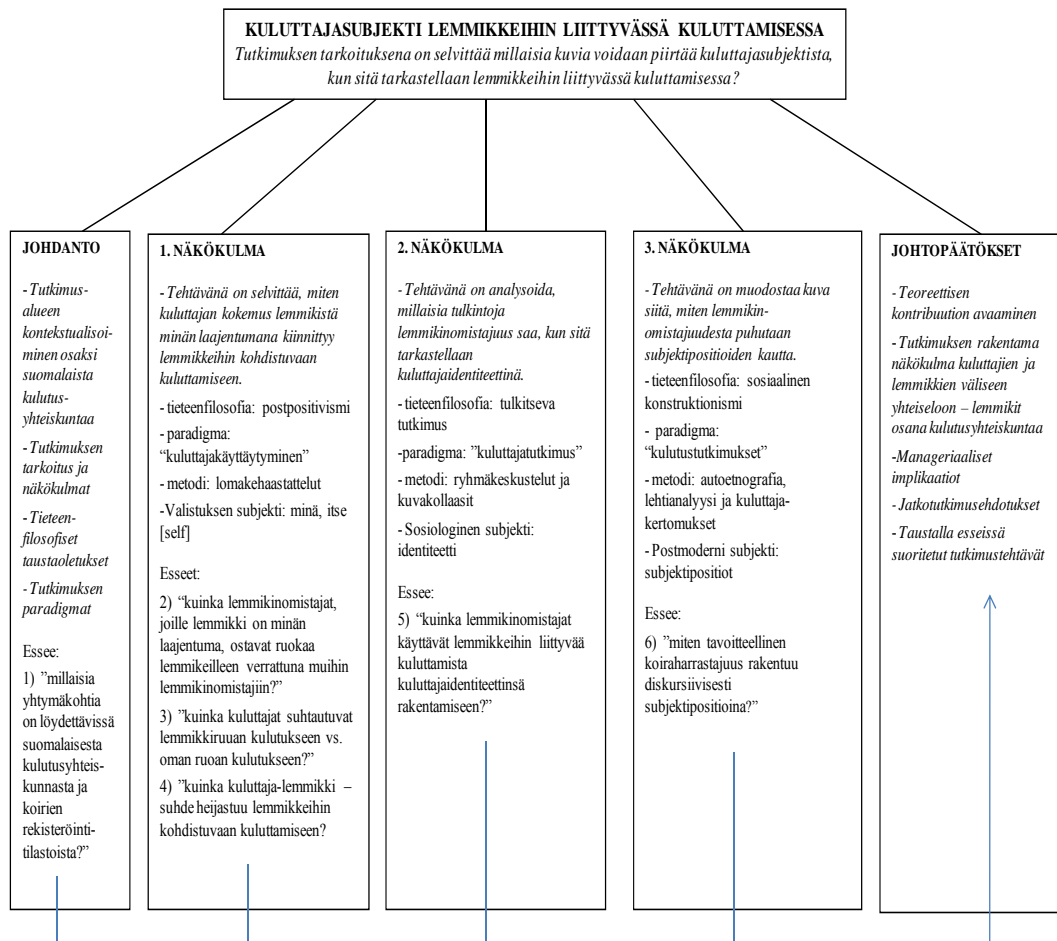 KULUTTAJASUBJEKTI LEMMIKKEIHIN LIITTYVÄSSÄ KULUTTAMISESSA
Tutkimuksen tarkoituksena on selvittää millaisia kuvia voidaan piirtää kuluttajasubjektista,
kun sitä tarkastellaan lemmikkeihin liittyvässä kuluttamisessa?
JOHDANTO
- Tutkimus-
alueen
kontekstualisoi-
minen osaksi
suomalaista
kulutus-
yhteiskuntaa
- Tutkimuksen
tarkoitus ja
näkökulmat
- Tieteen-
filosofiset
taustaoletukset
- Tutkimuksen
paradigmat
Essee:
1) ”millaisia
yhtymäkohtia
on löydettävissä
suomalaisesta
kulutusyhteis-
kunnasta ja
koirien
rekisteröinti-
tilastoista?”
1. NÄKÖKULMA
- Tehtävänä on selvittää, miten
kuluttajan kokemus lemmikistä
minän laajentumana kiinnittyy
lemmikkeihin kohdistuvaan
kuluttamiseen.
- tieteenfilosofia: postpositivismi
- paradigma:
“kuluttajakäyttäytyminen”
- metodi: lomakehaastattelut
- Valistuksen subjekti: minä, itse
[self]
Esseet:
2) “kuinka lemmikinomistajat,
joille lemmikki on minän
laajentuma, ostavat ruokaa
lemmikeilleen verrattuna muihin
lemmikinomistajiin?”
3) ”kuinka kuluttajat suhtautuvat
lemmikkiruuan kulutukseen vs.
oman ruoan kulutukseen?”
4) ”kuinka kuluttaja-lemmikki –
suhde heijastuu lemmikkeihin
kohdistuvaan kuluttamiseen?
2. NÄKÖKULMA
- Tehtävänä on analysoida,
millaisia tulkintoja
lemmikinomistajuus saa, kun sitä
tarkastellaan
kuluttajaidentiteettinä.
- tieteenfilosofia: tulkitseva
tutkimus
-paradigma: ”kuluttajatutkimus”
- metodi: ryhmäkeskustelut ja
kuvakollaasit
- Sosiologinen subjekti:
identiteetti
Essee:
5) ”kuinka lemmikinomistajat
käyttävät lemmikkeihin liittyvää
kuluttamista
kuluttajaidentiteettinsä
rakentamiseen?”
3. NÄKÖKULMA
- Tehtävänä on muodostaa kuva
siitä, miten lemmikin-
omistajuudesta puhutaan
subjektipositioiden kautta.
- tieteenfilosofia: sosiaalinen
konstruktionismi
- paradigma:
“kulutustutkimukset”
- metodi: autoetnografia,
lehtianalyysi ja kuluttaja-
kertomukset
- Postmoderni subjekti:
subjektipositiot
Essee:
6) ”miten tavoitteellinen
koiraharrastajuus rakentuu
diskursiivisesti
subjektipositioina?”
JOHTOPÄÄTÖKSET
- Teoreettisen
kontribuution avaaminen
- Tutkimuksen rakentama
näkökulma kuluttajien ja
lemmikkien väliseen
yhteiseloon – lemmikit
osana kulutusyhteiskuntaa
- Manageriaaliset
implikaatiot
- Jatkotutkimusehdotukset
- Taustalla esseissä
suoritetut tutkimustehtävät